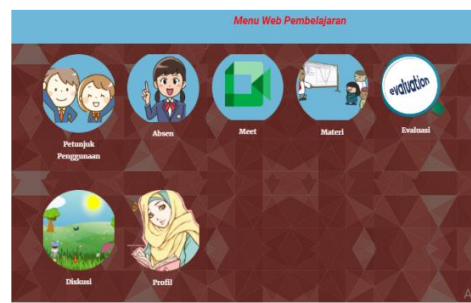 Menu Web Pembelajaran
Petunjuk
Penggunaan
Absen
Meet
Materi
evaluation
Evaluasi
Diskusi
Profil